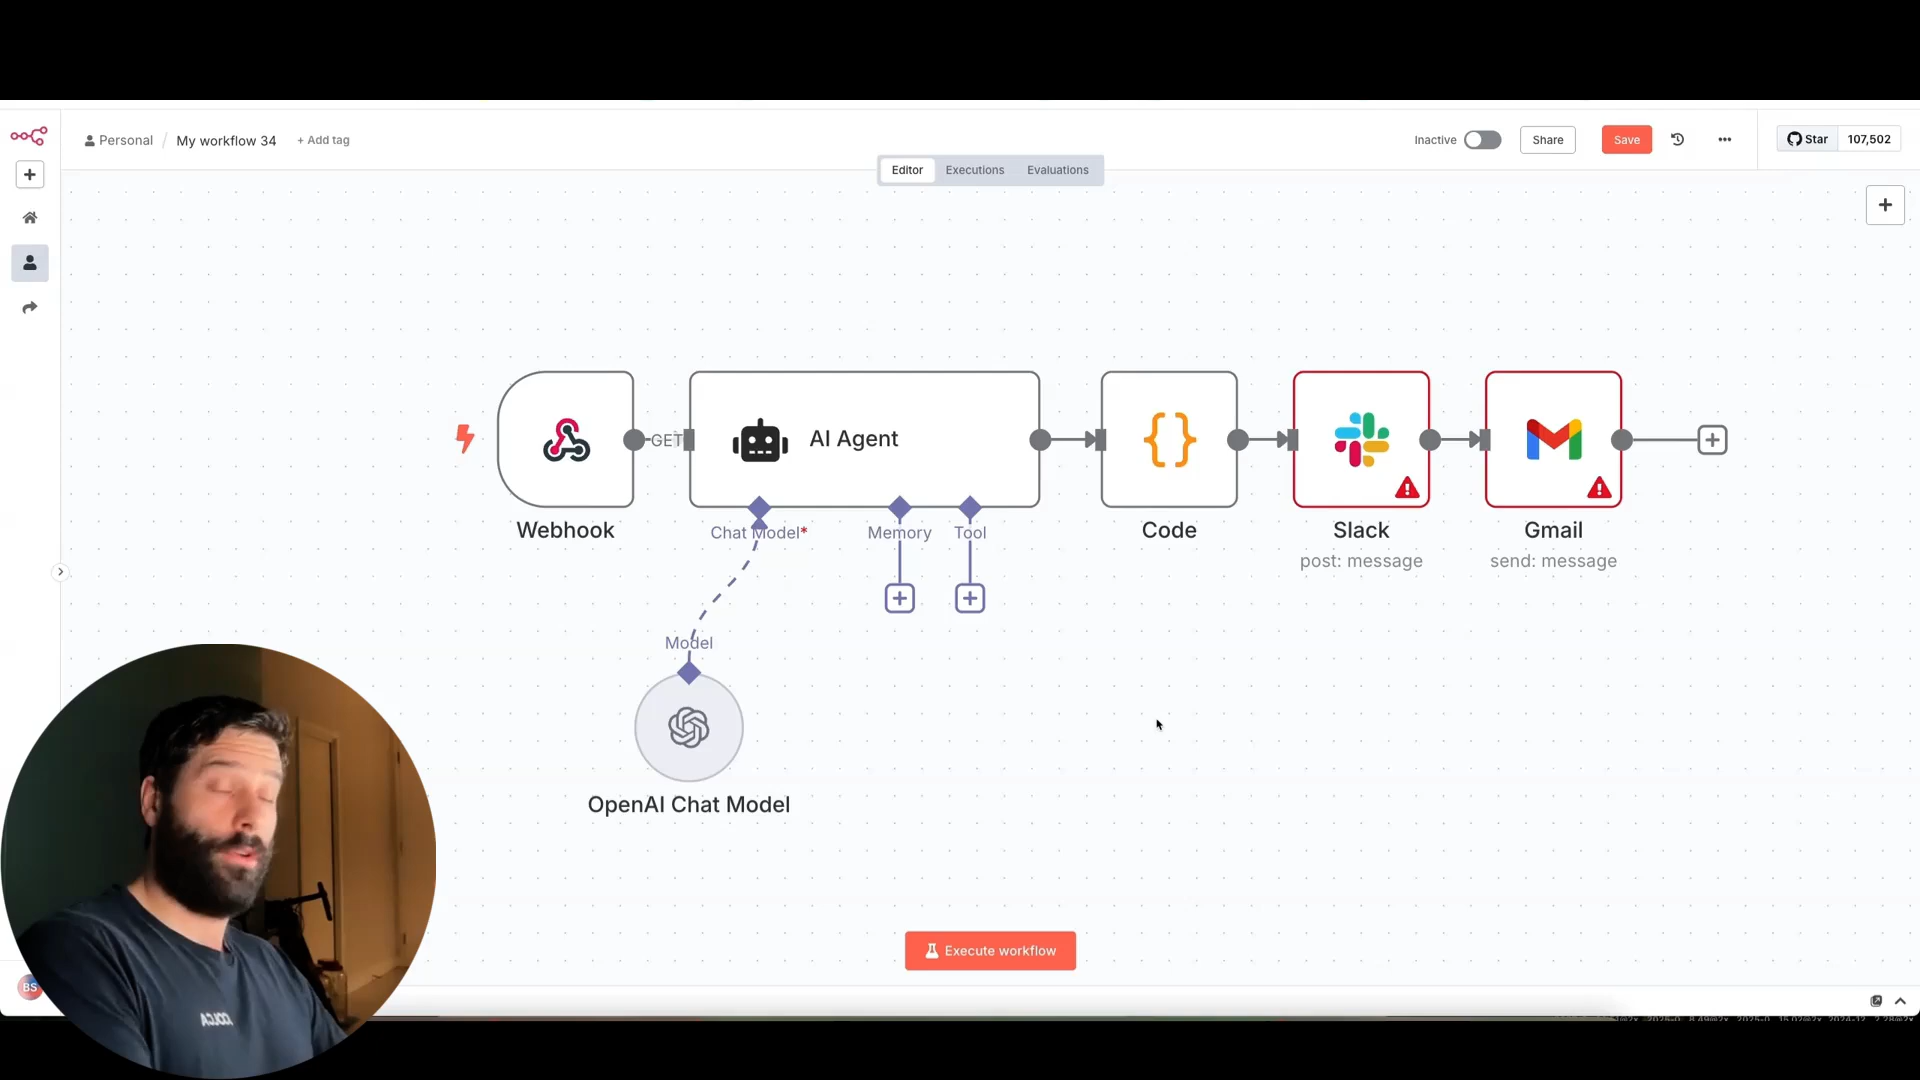 Personal / My workflow 34 + Add tag
Inactive Share Save ••• Star 107,502
Editor Executions Evaluations
GET
AI Agent
Chat Model*
Memory
Tool
Webhook
Code
Slack
post: message
Gmail
send: message
Model
OpenAI Chat Model
Execute workflow
BS